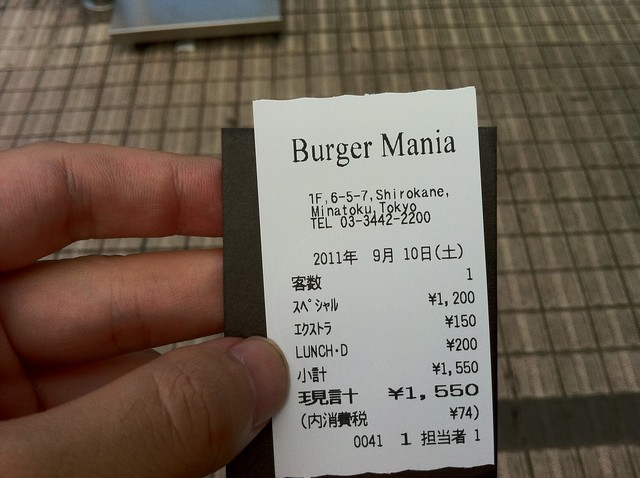 Burger Mania
1F,6-5-7,Shirokane,
Minatoku,Tokyo
TEL 03-3442-2200
2011年 9月 10日(土)
客数 1
スペシャル ¥1,200
エクストラ ¥150
LUNCH・D ¥200
小計 ¥1,550
現計 ¥1,550
(内消費税 ¥74)
0041 1 担当者 1